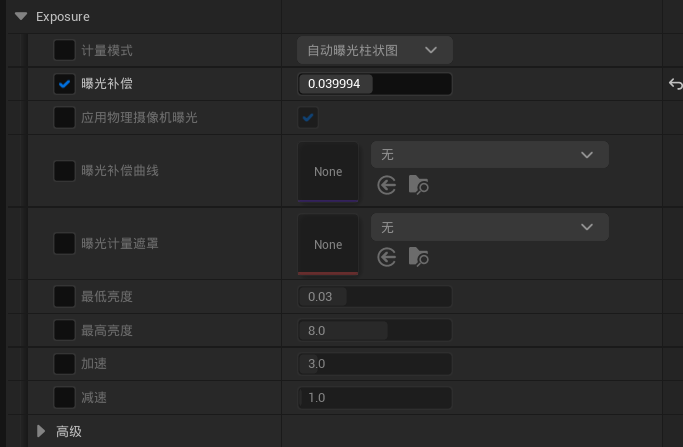 Exposure
计量模式 自动曝光柱状图
曝光补偿 0.039994
应用物理摄像机曝光
曝光补偿曲线 None 无
曝光计量遮罩 None 无
最低亮度 0.03
最高亮度 8.0
加速 3.0
减速 1.0
高级